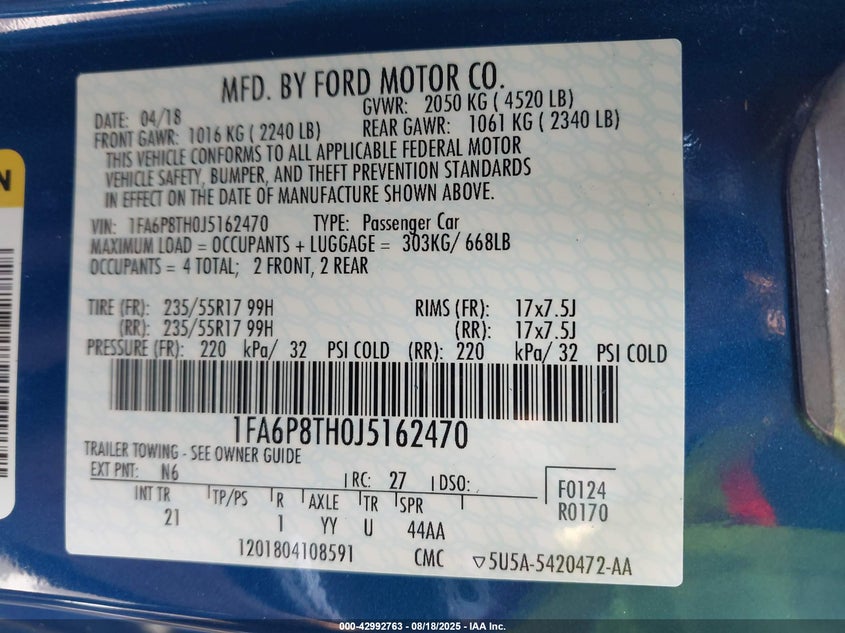 MFD. BY FORD MOTOR CO.
DATE: 04/18 GVWR: 2050 KG ( 4520 LB)
FRONT GAWR: 1016 KG ( 2240 LB) REAR GAWR: 1061 KG ( 2340 LB)
THIS VEHICLE CONFORMS TO ALL APPLICABLE FEDERAL MOTOR
VEHICLE SAFETY, BUMPER, AND THEFT PREVENTION STANDARDS
IN EFFECT ON THE DATE OF MANUFACTURE SHOWN ABOVE.
VIN: 1FA6P8TH0J5162470 TYPE: Passenger Car
MAXIMUM LOAD = OCCUPANTS + LUGGAGE = 303KG/ 668LB
OCCUPANTS = 4 TOTAL; 2 FRONT, 2 REAR
TIRE (FR): 235/55R17 99H RIMS (FR): 17x7.5J
(RR): 235/55R17 99H (RR): 17x7.5J
PRESSURE (FR): 220 kPa/ 32 PSI COLD (RR): 220 kPa/ 32 PSI COLD
1FA6P8TH0J5162470
TRAILER TOWING - SEE OWNER GUIDE
EXT PNT: N6 RC: 27 DSO:
INT TR TP/PS R AXLE TR SPR F0124
21 1 YY U 44AA R0170
1201804108591 CMC ▽5U5A-5420472-AA
N
000-42992763 - 08/18/2025 - IAA Inc.